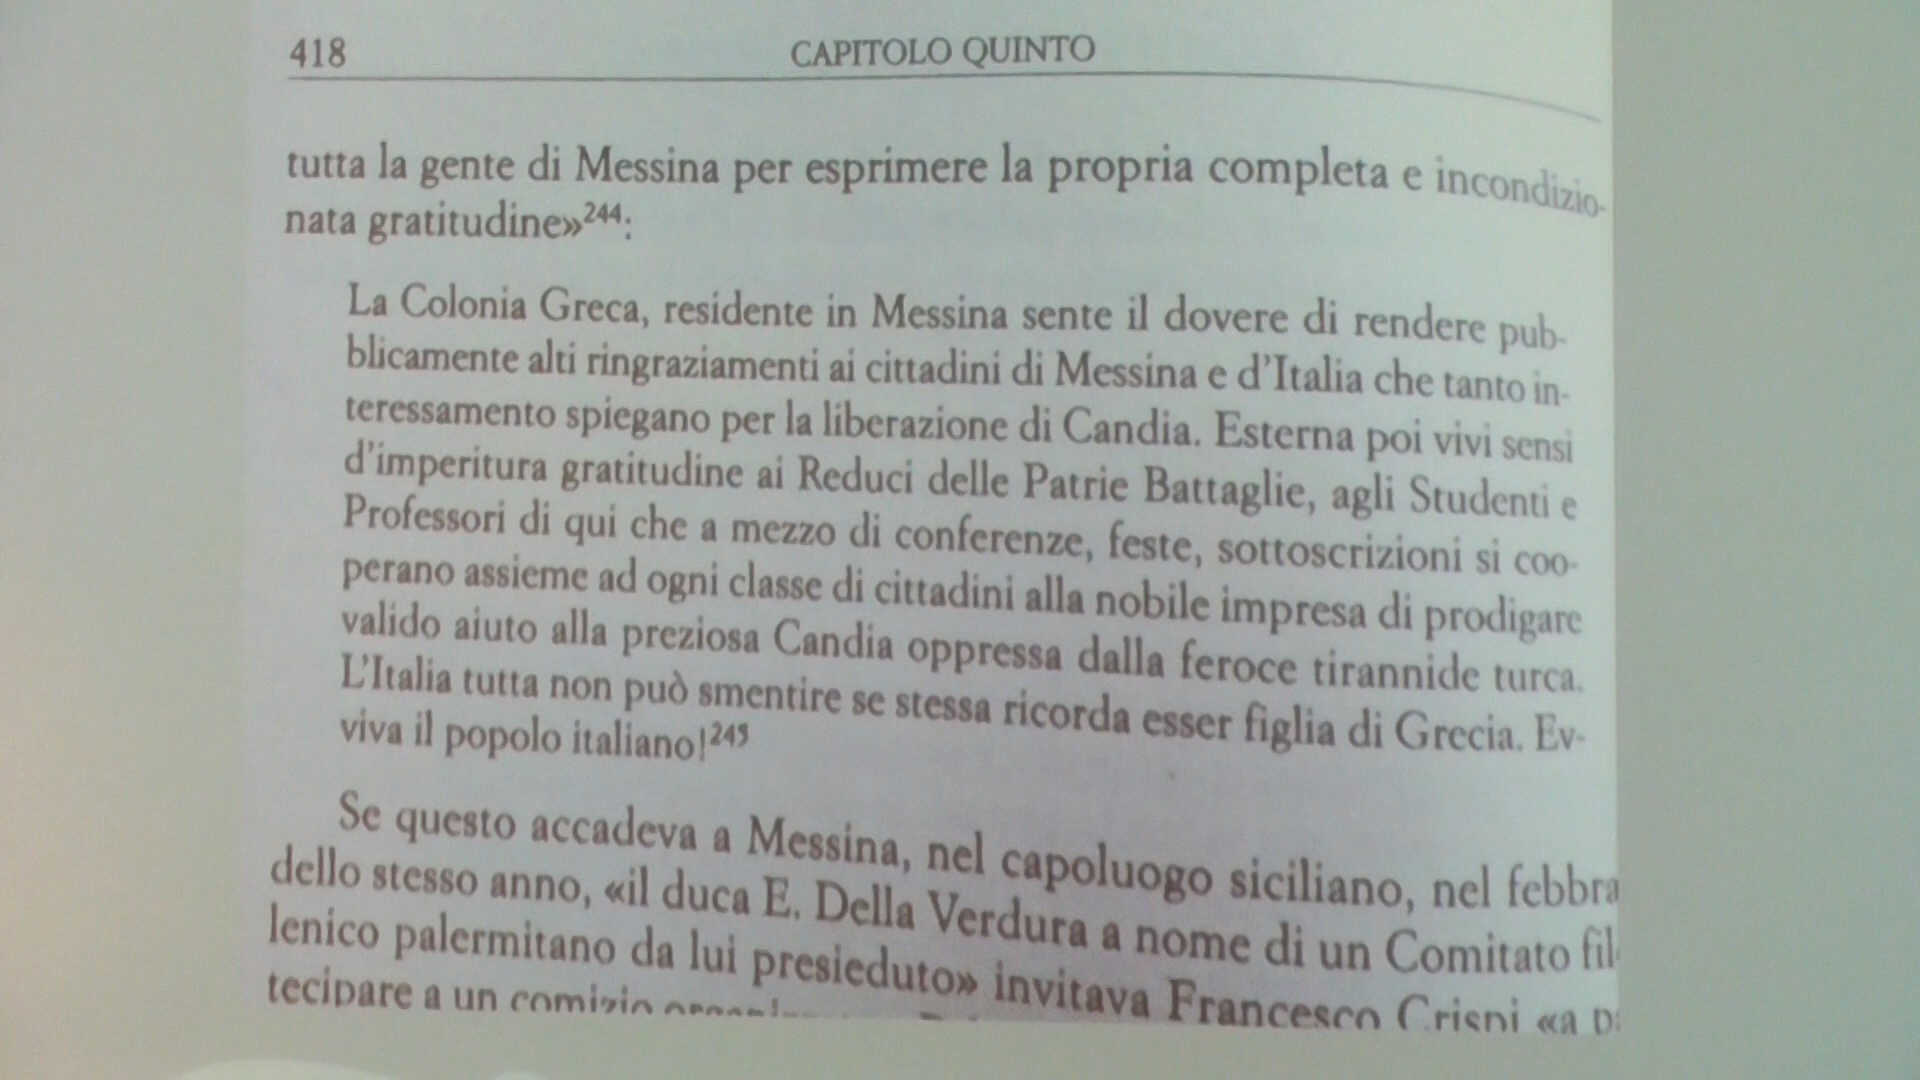 418 CAPITOLO QUINTO
tutta la gente di Messina per esprimere la propria completa e incondizio-
nata gratitudine»244:
La Colonia Greca, residente in Messina sente il dovere di rendere pub-
blicamente alti ringraziamenti ai cittadini di Messina e d'Italia che tanto in-
teressamento spiegano per la liberazione di Candia. Esterna poi vivi sensi
d'imperitura gratitudine ai Reduci delle Patrie Battaglie, agli Studenti e
Professori di qui che a mezzo di conferenze, feste, sottoscrizioni si coo-
perano assieme ad ogni classe di cittadini alla nobile impresa di prodigare
valido aiuto alla preziosa Candia oppressa dalla feroce tirannide turca.
L'Italia tutta non può smentire se stessa ricorda esser figlia di Grecia. Ev-
viva il popolo italiano!245
Se questo accadeva a Messina, nel capoluogo siciliano, nel febbra
dello stesso anno, «il duca E. Della Verdura a nome di un Comitato fil
lenico palermitano da lui presieduto» invitava Francesco Crispi «a
tecipare a un comizio